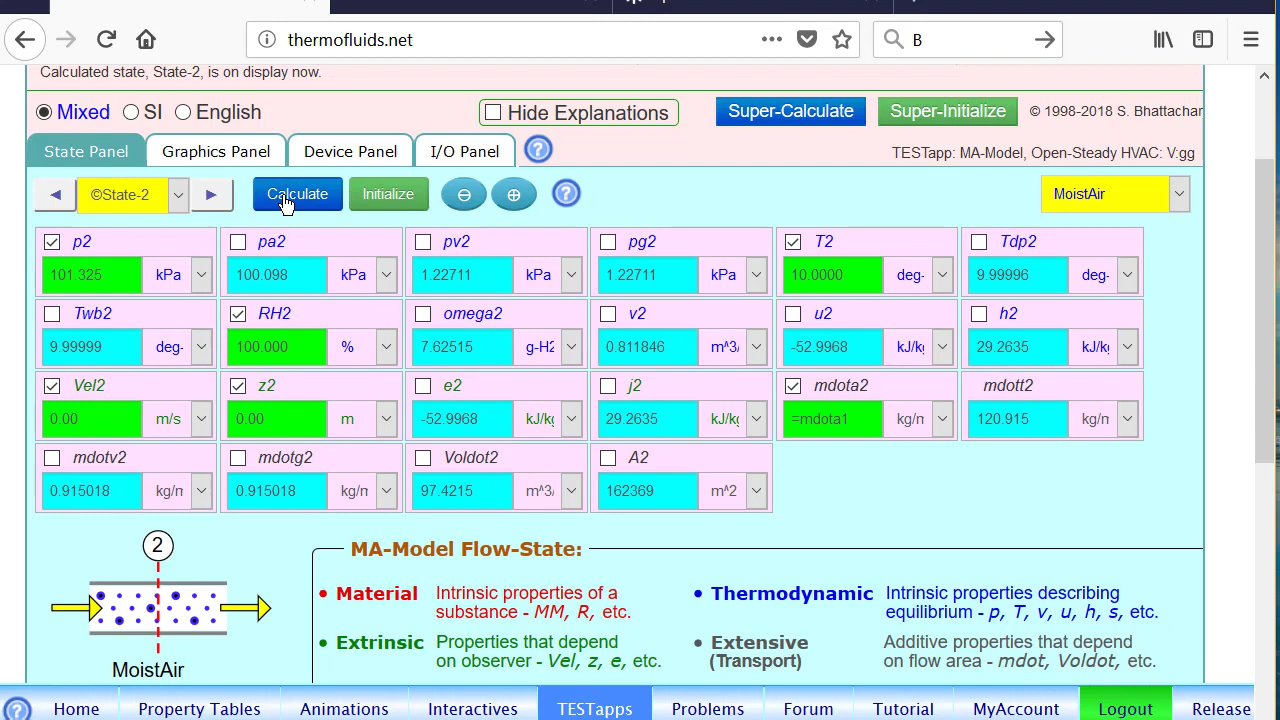 thermofluids.net
B
Calculated state, State-2, is on display now.
Mixed SI English Hide Explanations Super-Calculate Super-Initialize © 1998-2018 S. Bhattachar
State Panel Graphics Panel Device Panel I/O Panel ? TESTapp: MA-Model, Open-Steady HVAC: V:gg
©State-2 Calculate Initialize ? MoistAir
p2 pa2 pv2 pg2 T2 Tdp2
101.325 kPa 100.098 kPa 1.22711 kPa 1.22711 kPa 10.0000 deg- 9.99996 deg-
Twb2 RH2 omega2 v2 u2 h2
9.99999 deg- 100.000 % 7.62515 g-H2 0.811846 m^3/ -52.9968 kJ/kg 29.2635 kJ/kg
Vel2 z2 e2 j2 mdota2 mdott2
0.00 m/s 0.00 m -52.9968 kJ/kg 29.2635 kJ/kg =mdota1 kg/m 120.915 kg/m
mdotv2 mdotg2 Voldot2 A2
0.915018 kg/m 0.915018 kg/m 97.4215 m^3/ 162369 m^2
2
MA-Model Flow-State:
• Material Intrinsic properties of a substance - MM, R, etc.
• Thermodynamic Intrinsic properties describing equilibrium - p, T, v, u, h, s, etc.
• Extrinsic Properties that depend on observer - Vel, z, e, etc.
• Extensive (Transport) Additive properties that depend on flow area - mdot, Voldot, etc.
MoistAir
? Home Property Tables Animations Interactives TESTapps Problems Forum Tutorial MyAccount Logout Release